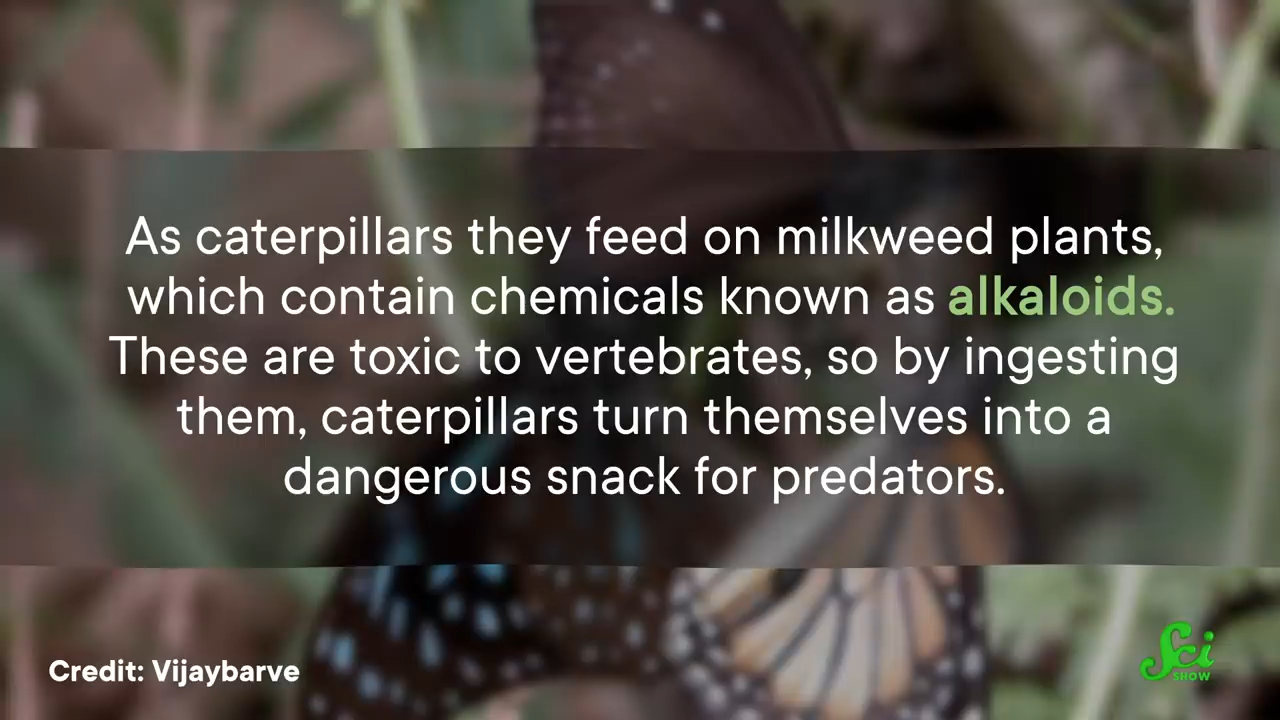 As caterpillars they feed on milkweed plants,
which contain chemicals known as alkaloids.
These are toxic to vertebrates, so by ingesting
them, caterpillars turn themselves into a
dangerous snack for predators.
Credit: Vijaybarve
Sci
SHOW